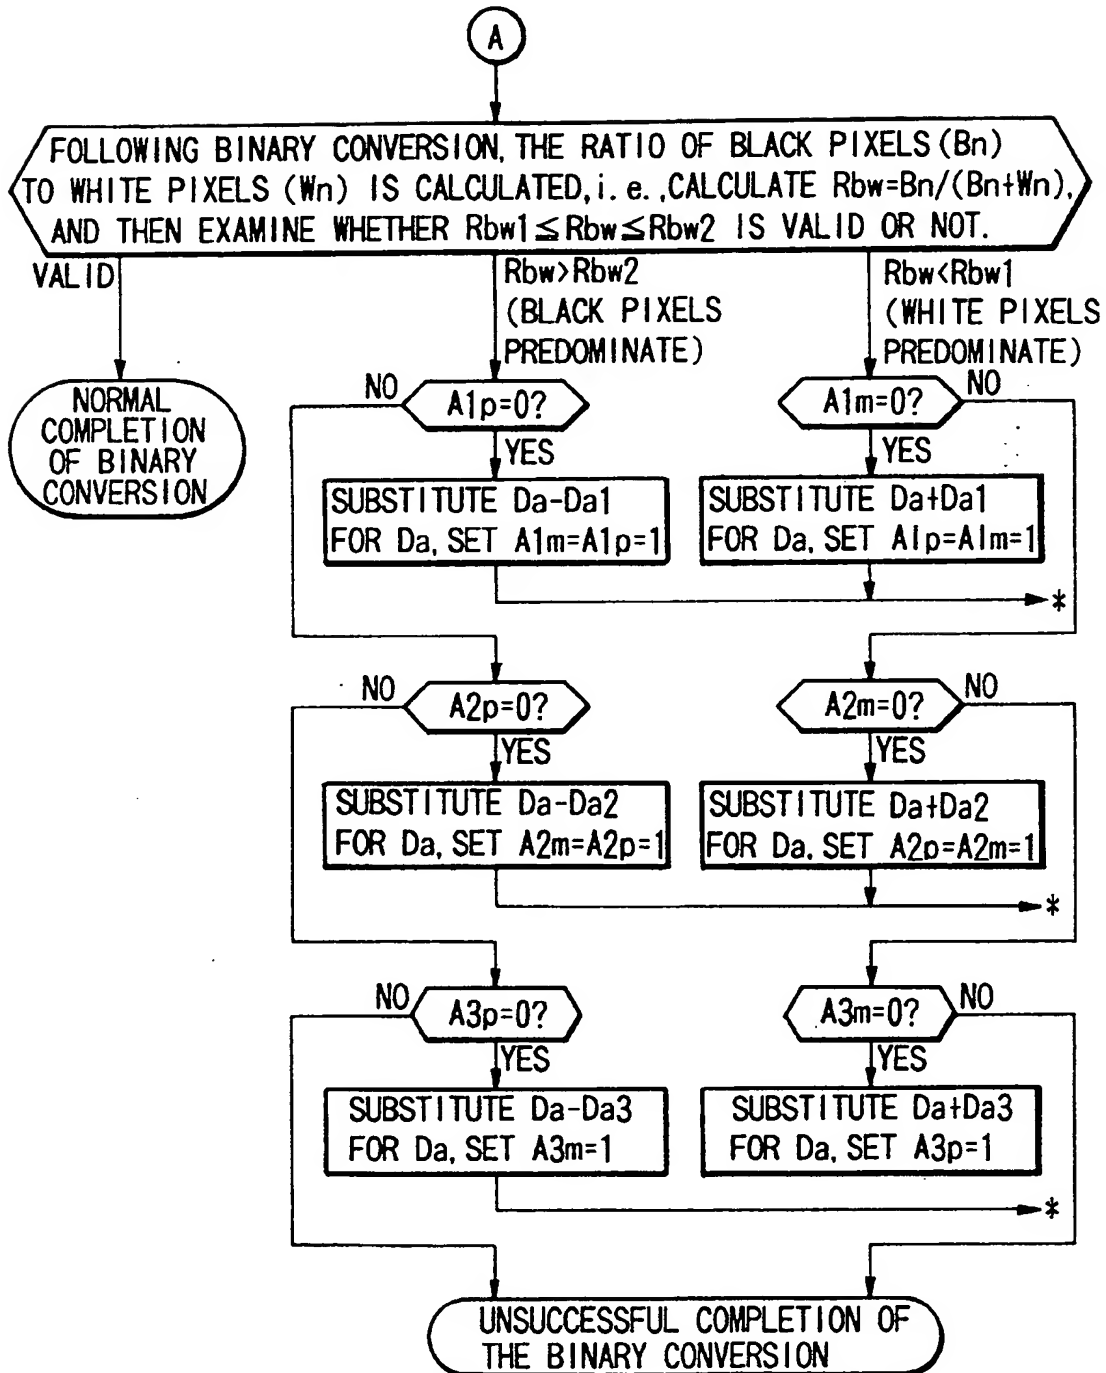 A
FOLLOWING BINARY CONVERSION, THE RATIO OF BLACK PIXELS (Bn)
TO WHITE PIXELS (Wn) IS CALCULATED, i. e., CALCULATE Rbw=Bn/(Bn+Wn),
AND THEN EXAMINE WHETHER Rbw1≦Rbw≦Rbw2 IS VALID OR NOT.
VALID
Rbw>Rbw2
(BLACK PIXELS
PREDOMINATE)
Rbw<Rbw1
(WHITE PIXELS
PREDOMINATE)
NORMAL
COMPLETION
OF BINARY
CONVERSION
NO
A1p=0?
YES
A1m=0?
NO
YES
SUBSTITUTE Da-Da1
FOR Da, SET A1m=A1p=1
SUBSTITUTE Da+Da1
FOR Da, SET A1p=A1m=1
*
NO
A2p=0?
YES
A2m=0?
NO
YES
SUBSTITUTE Da-Da2
FOR Da, SET A2m=A2p=1
SUBSTITUTE Da+Da2
FOR Da, SET A2p=A2m=1
*
NO
A3p=0?
YES
A3m=0?
NO
YES
SUBSTITUTE Da-Da3
FOR Da, SET A3m=1
SUBSTITUTE Da+Da3
FOR Da, SET A3p=1
*
UNSUCCESSFUL COMPLETION OF
THE BINARY CONVERSION